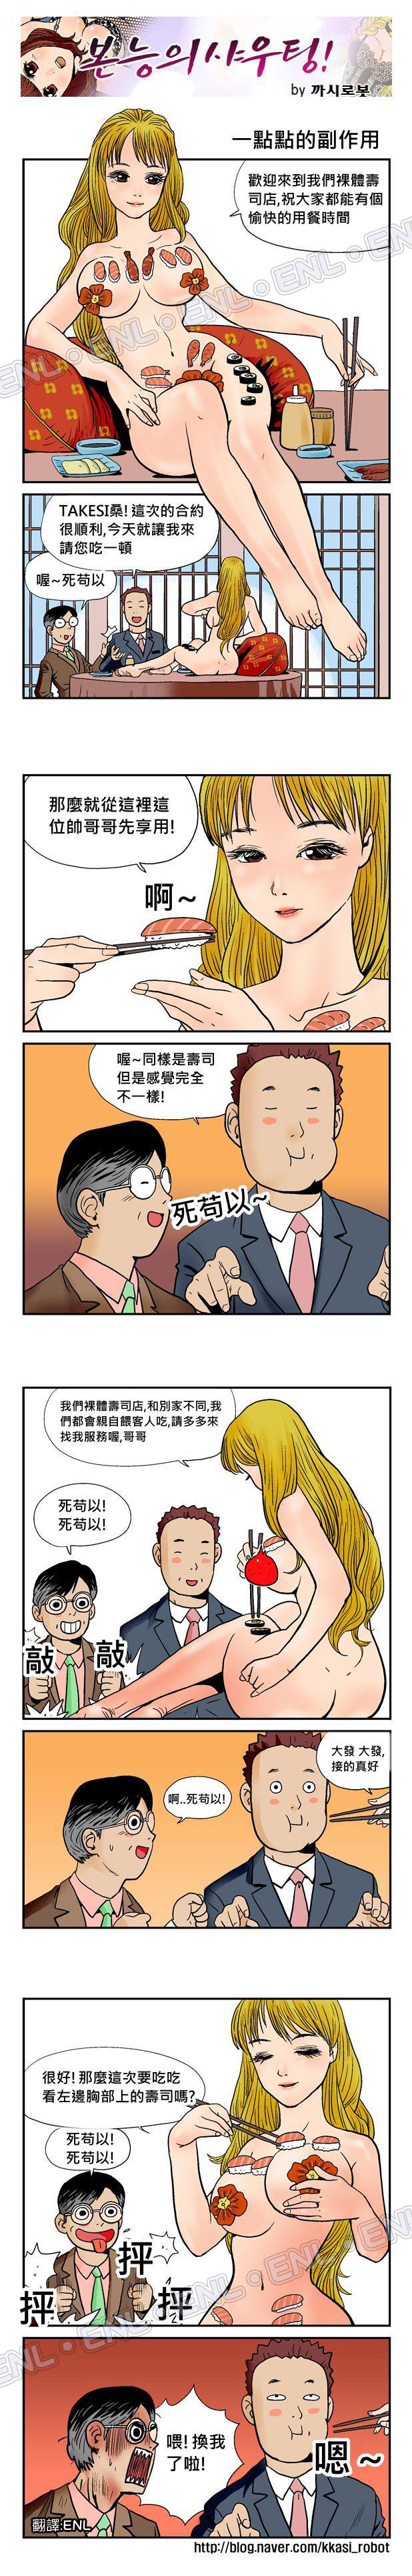 본능의 샤우팅!
by 까시로봇
一點點的副作用
歡迎來到我們裸體壽
司店,祝大家都能有個
愉快的用餐時間
ENL•ENL•ENL•ENL
TAKESI桑! 這次的合約
很順利,今天就讓我來
請您吃一頓
喔~死苟以
那麼就從這裡這
位帥哥哥先享用!
啊~
喔~同樣是壽司
但是感覺完全
不一樣!
死苟以~
我們裸體壽司店,和別家不同,我
們都會親自餵客人吃,請多多來
找我服務喔,哥哥
死苟以!
死苟以!
敲 敲
大發 大發,
接的真好
啊..死苟以!
很好! 那麼這次要吃吃
看左邊胸部上的壽司嗎?
死苟以!
死苟以!
抨
抨 抨
ENL•ENL•ENL•ENL
喂! 換我
了啦!
嗯~
翻譯:ENL
http://blog.naver.com/kkasi_robot